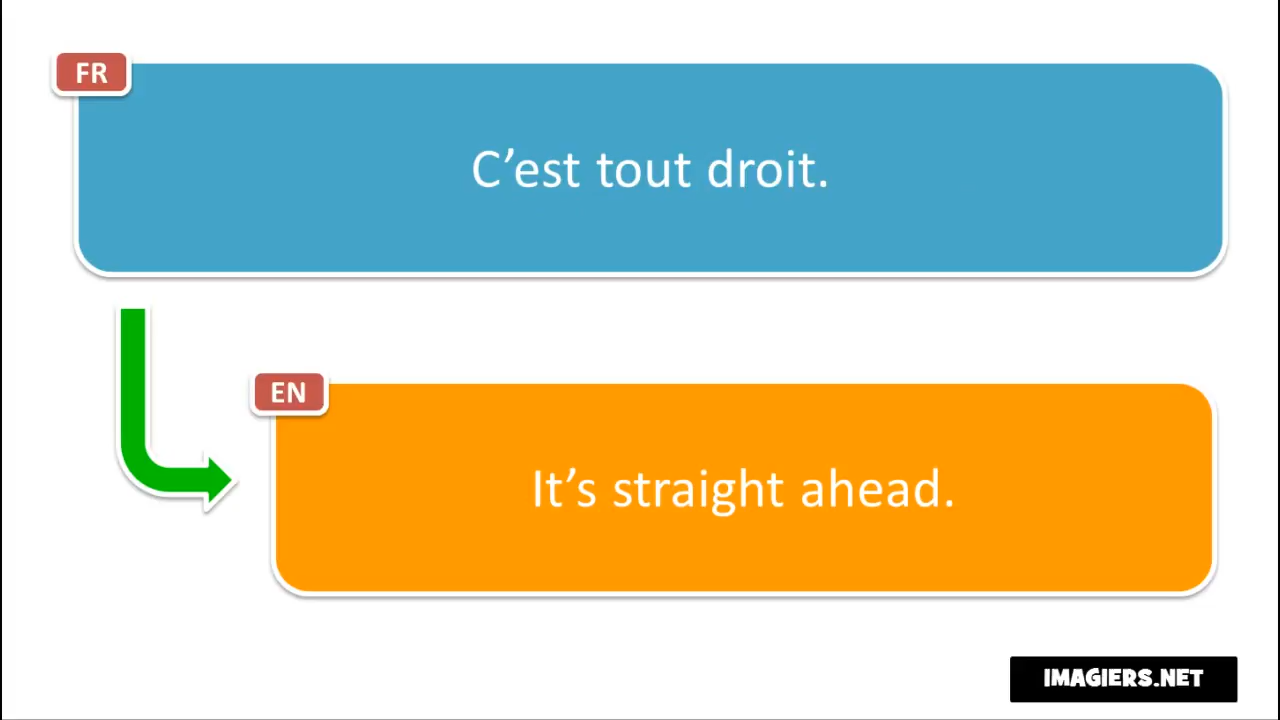 FR
C’est tout droit.
EN
It’s straight ahead.
IMAGIERS.NET